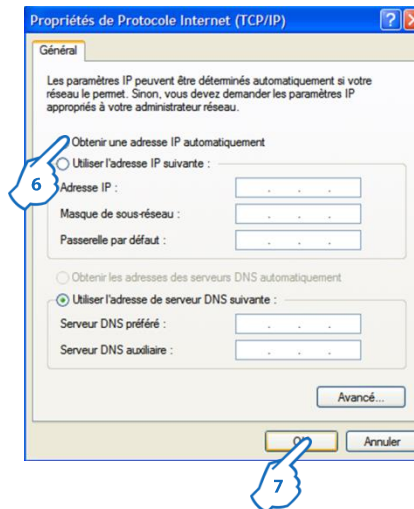 Propriétés de Protocole Internet (TCP/IP)
?
Général
Les paramètres IP peuvent être déterminés automatiquement si votre
réseau le permet. Sinon, vous devez demander les paramètres IP
appropriés à votre administrateur réseau.
Obtenir une adresse IP automatiquement
Utiliser l'adresse IP suivante :
6
Adresse IP :
Masque de sous-réseau :
Passerelle par défaut :
Obtenir les adresses des serveurs DNS automatiquement
Utiliser l'adresse de serveur DNS suivante :
Serveur DNS préféré :
Serveur DNS auxiliaire :
Avancé...
Annuler
7